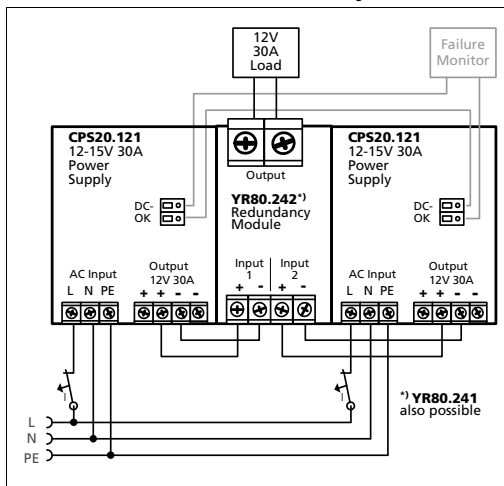 12V
30A
Load
Failure
Monitor
CPS20.121
12-15V 30A
Power
Supply
DC-
OK
AC Input
L N PE
Output
12V 30A
+ + - -
+ -
Output
YR80.242*)
Redundancy
Module
Input
1
Input
2
+ - + -
CPS20.121
12-15V 30A
Power
Supply
DC-
OK
AC Input
L N PE
Output
12V 30A
+ + - -
I
I
*) YR80.241
also possible
L
N
PE